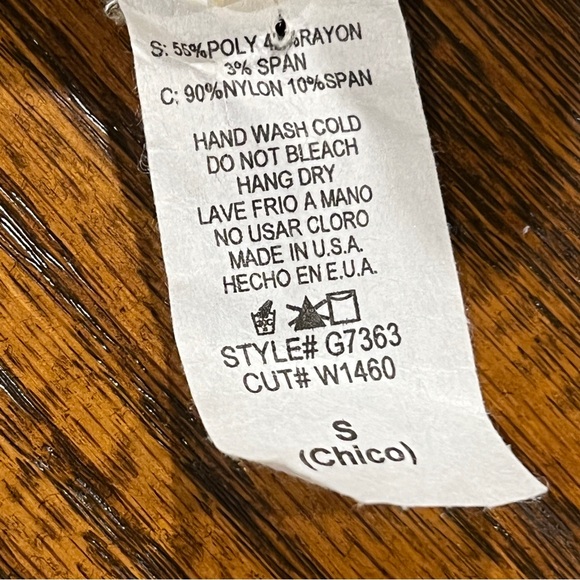 S: 55%POLY %RAYON
3% SPAN
C: 90%NYLON 10%SPAN
HAND WASH COLD
DO NOT BLEACH
HANG DRY
LAVE FRIO A MANO
NO USAR CLORO
MADE IN U.S.A.
HECHO EN E.U.A.
STYLE# G7363
CUT# W1460
S
(Chico)